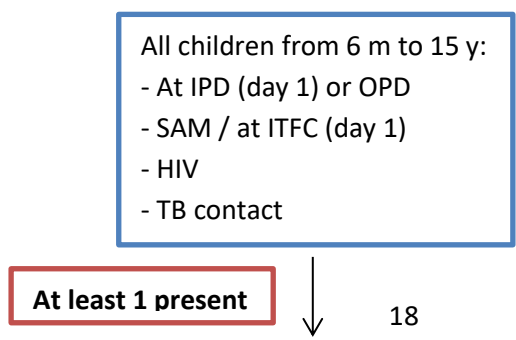 All children from 6 m to 15 y:
- At IPD (day 1) or OPD
- SAM / at ITFC (day 1)
- HIV
- TB contact
At least 1 present
18